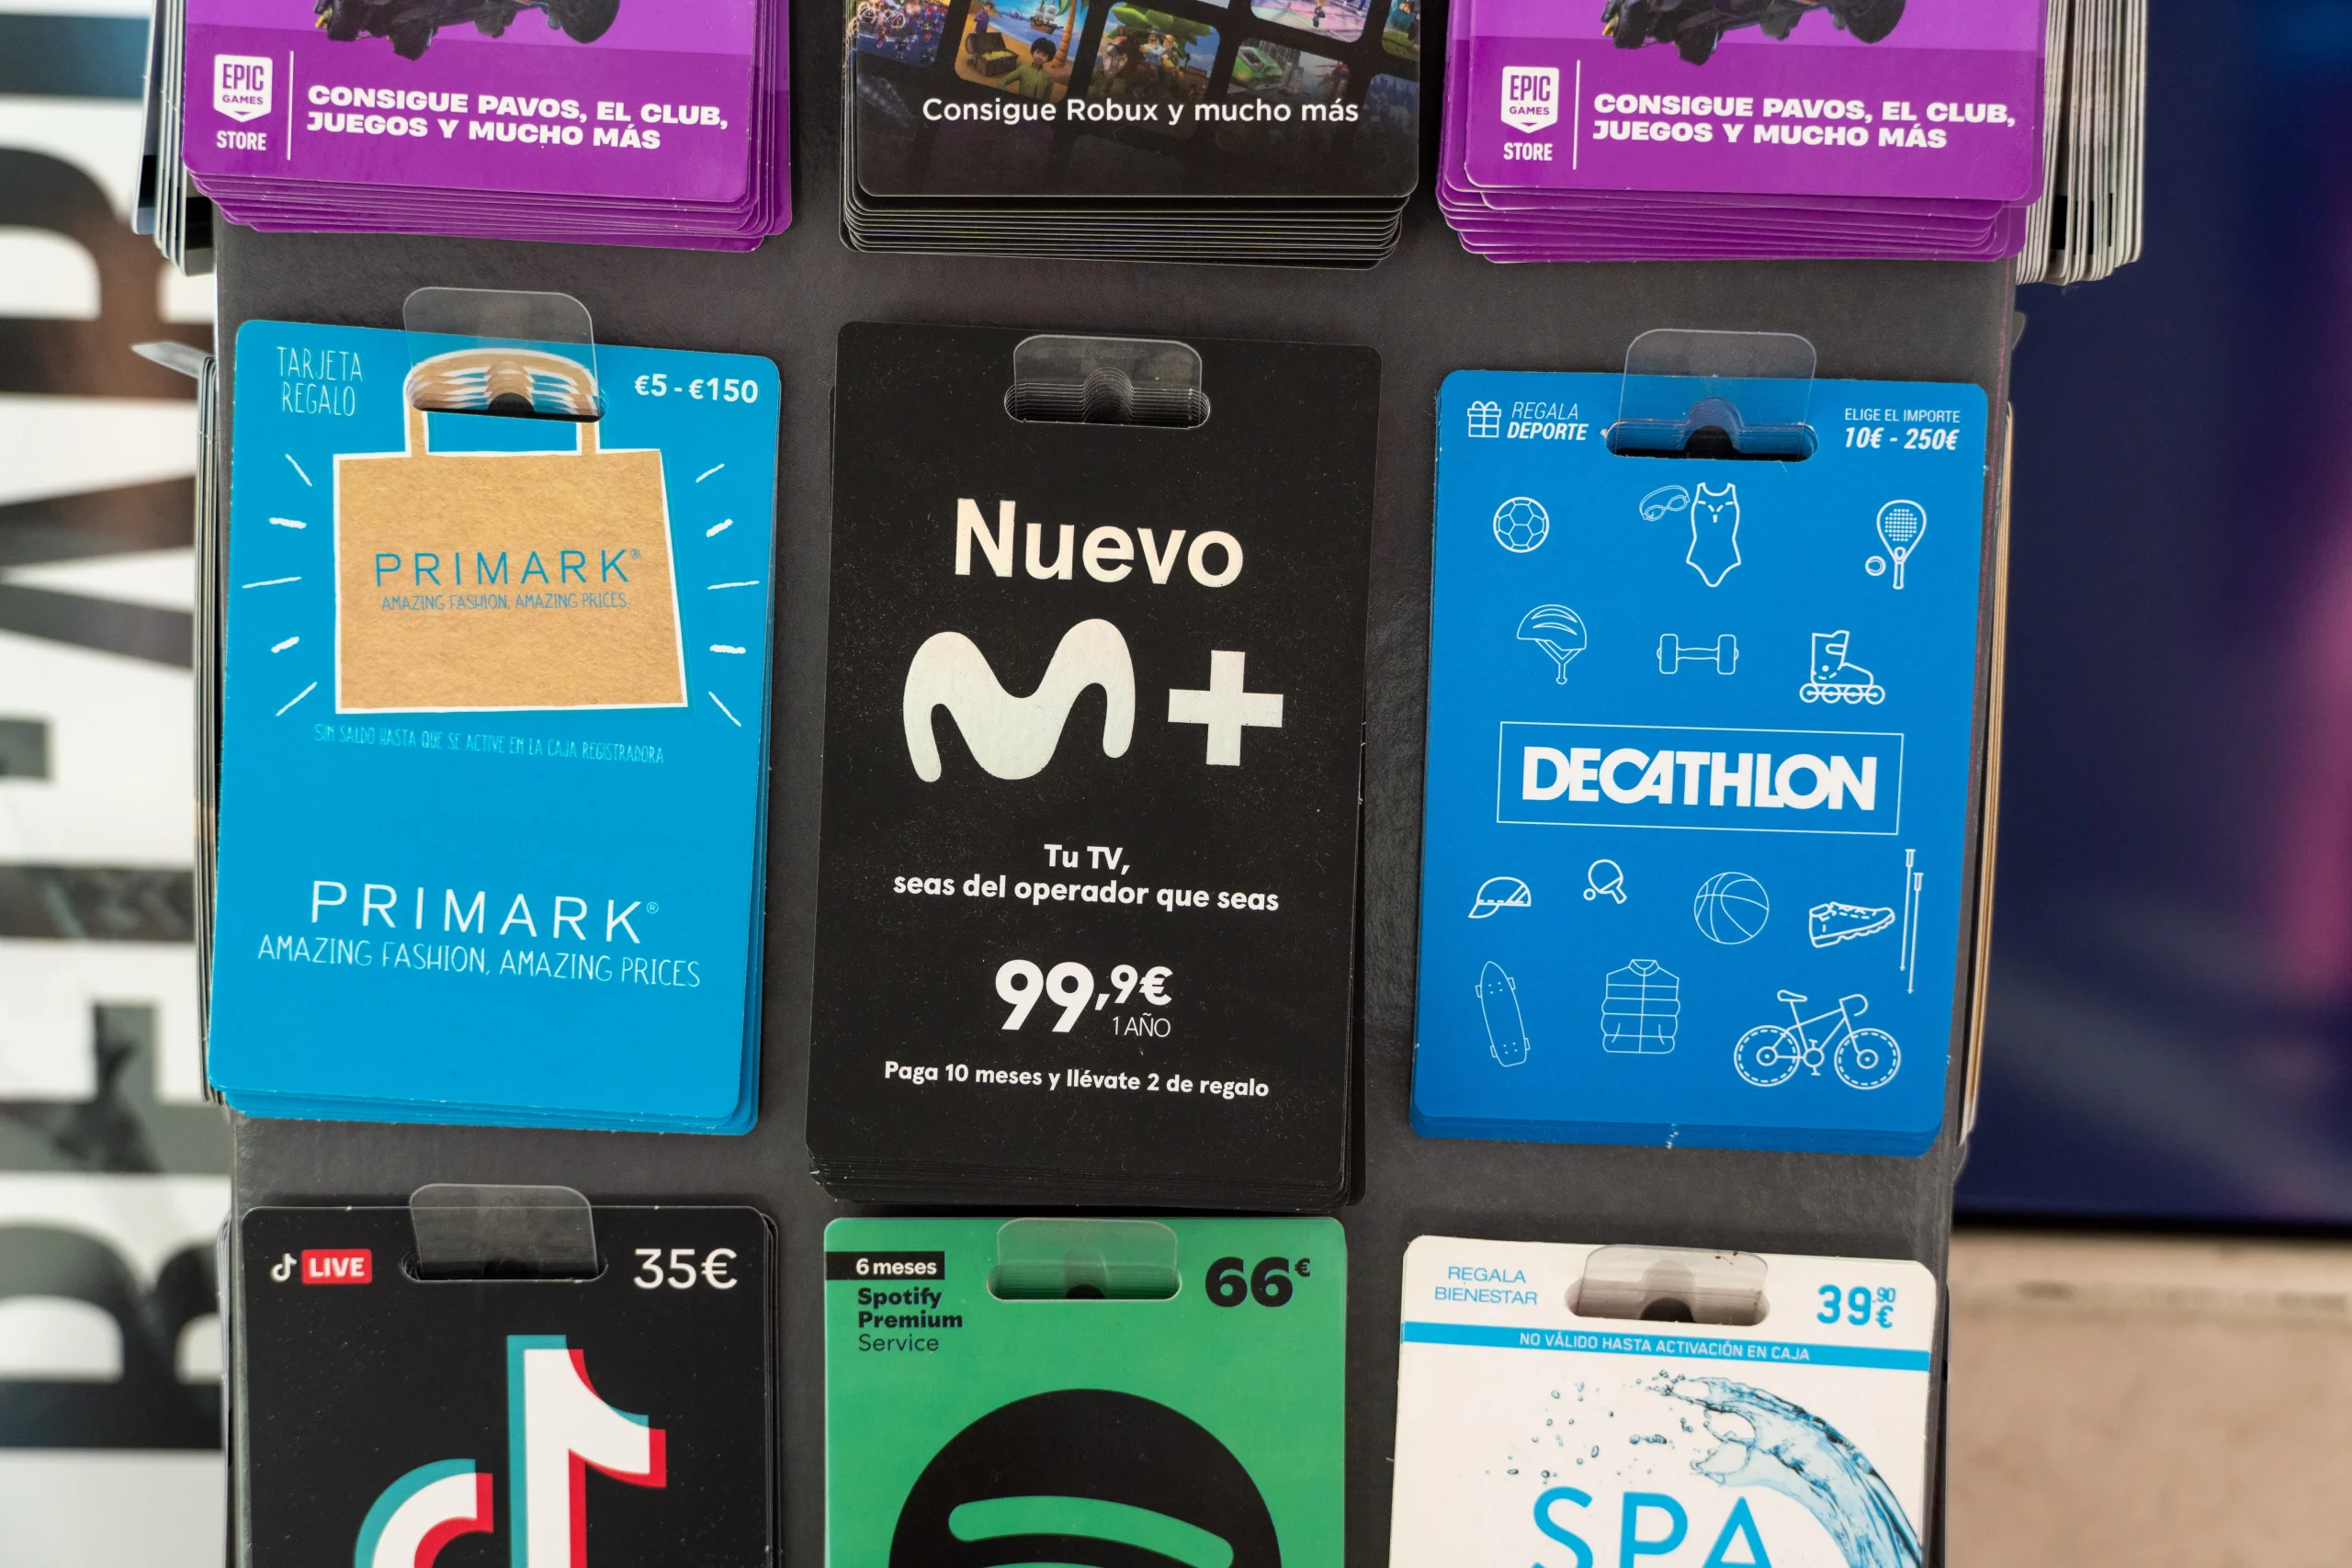 EPIC
GAMES
STORE
CONSIGUE PAVOS, EL CLUB,
JUEGOS Y MUCHO MÁS
Consigue Robux y mucho más
EPIC
GAMES
STORE
CONSIGUE PAVOS, EL CLUB,
JUEGOS Y MUCHO MÁS
TARJETA
REGALO
€5 - €150
PRIMARK®
AMAZING FASHION, AMAZING PRICES
SIN SALDO HASTA QUE SE ACTIVE EN LA CAJA REGISTRADORA
PRIMARK®
AMAZING FASHION, AMAZING PRICES
Nuevo
M+
Tu TV,
seas del operador que seas
99,9€
1 AÑO
Paga 10 meses y llévate 2 de regalo
REGALA
DEPORTE
ELIGE EL IMPORTE
10€ - 250€
DECATHLON
LIVE
35€
6 meses
Spotify
Premium
Service
66€
REGALA
BIENESTAR
39,90€
NO VÁLIDO HASTA ACTIVACIÓN EN CAJA
SPA